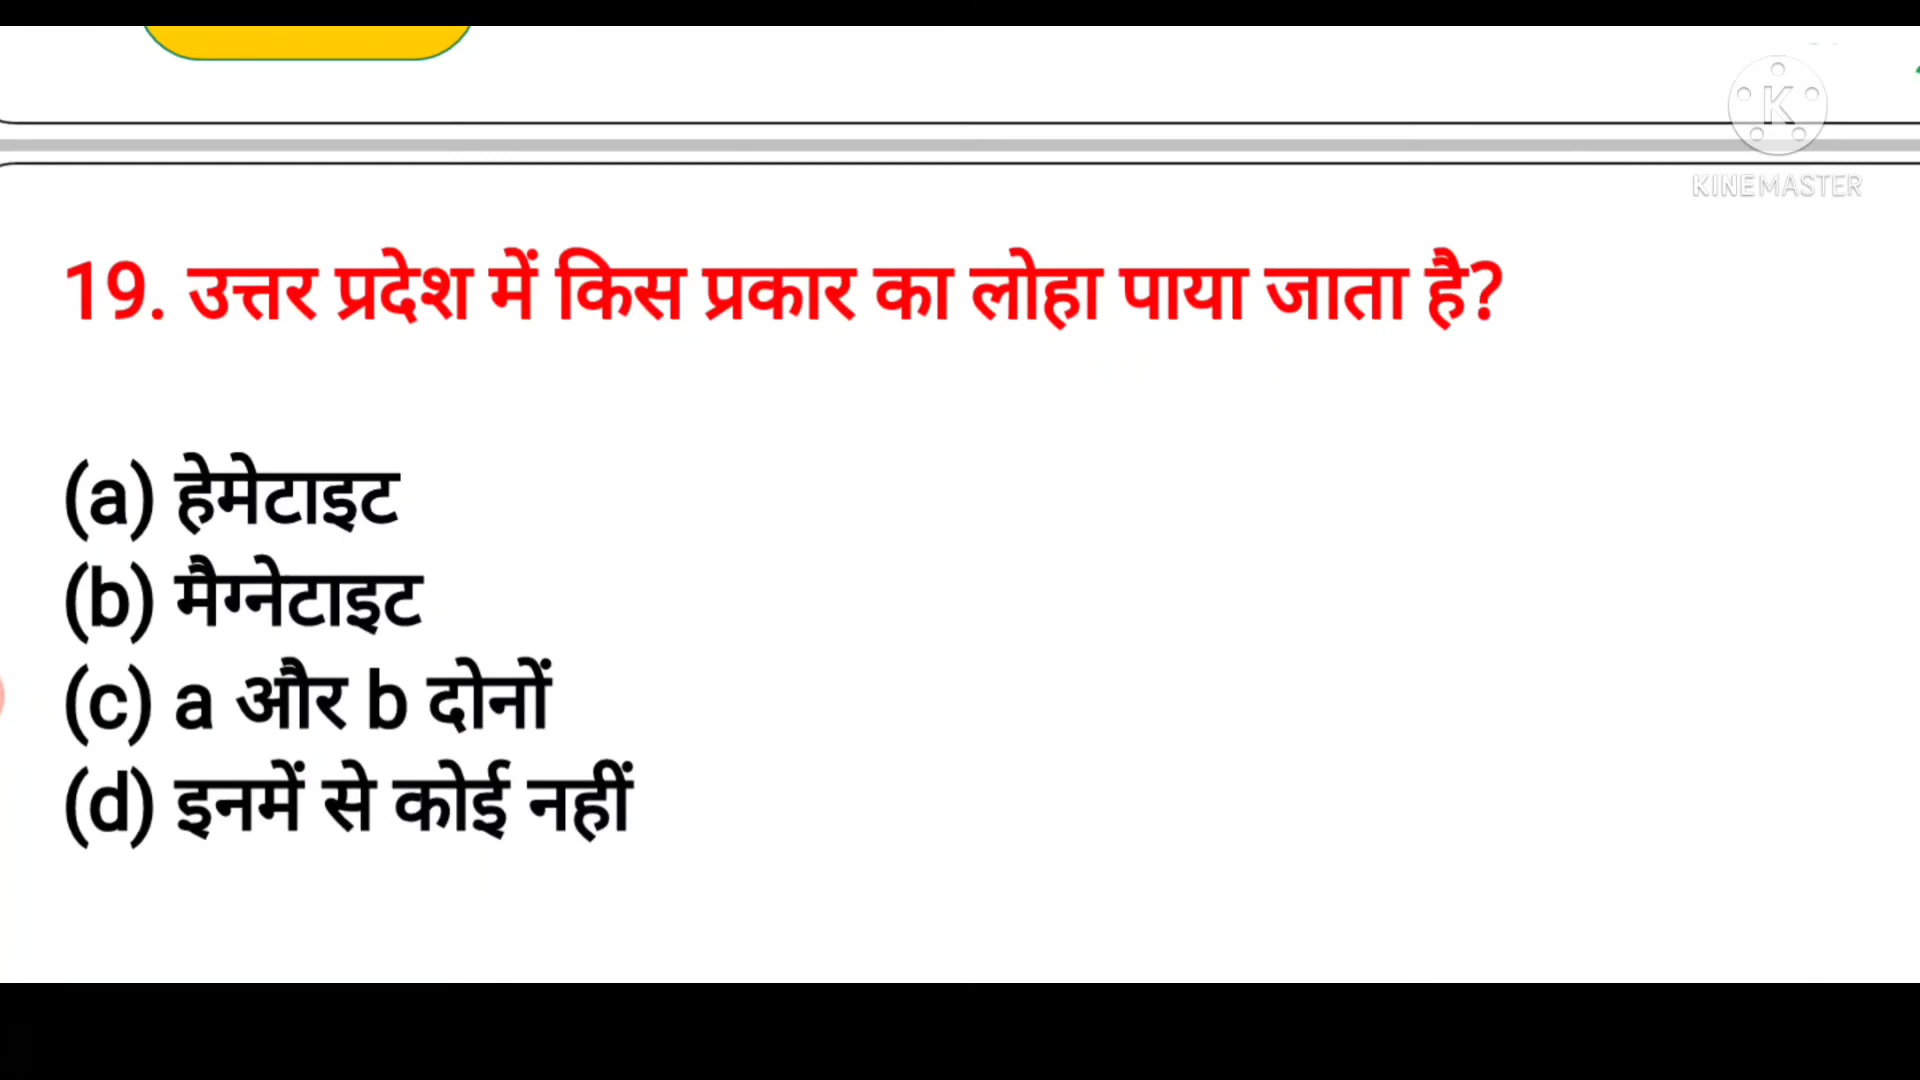 K
KINEMASTER
19. उत्तर प्रदेश में किस प्रकार का लोहा पाया जाता है?
(a) हेमेटाइट
(b) मैग्नेटाइट
(c) a और b दोनों
(d) इनमें से कोई नहीं